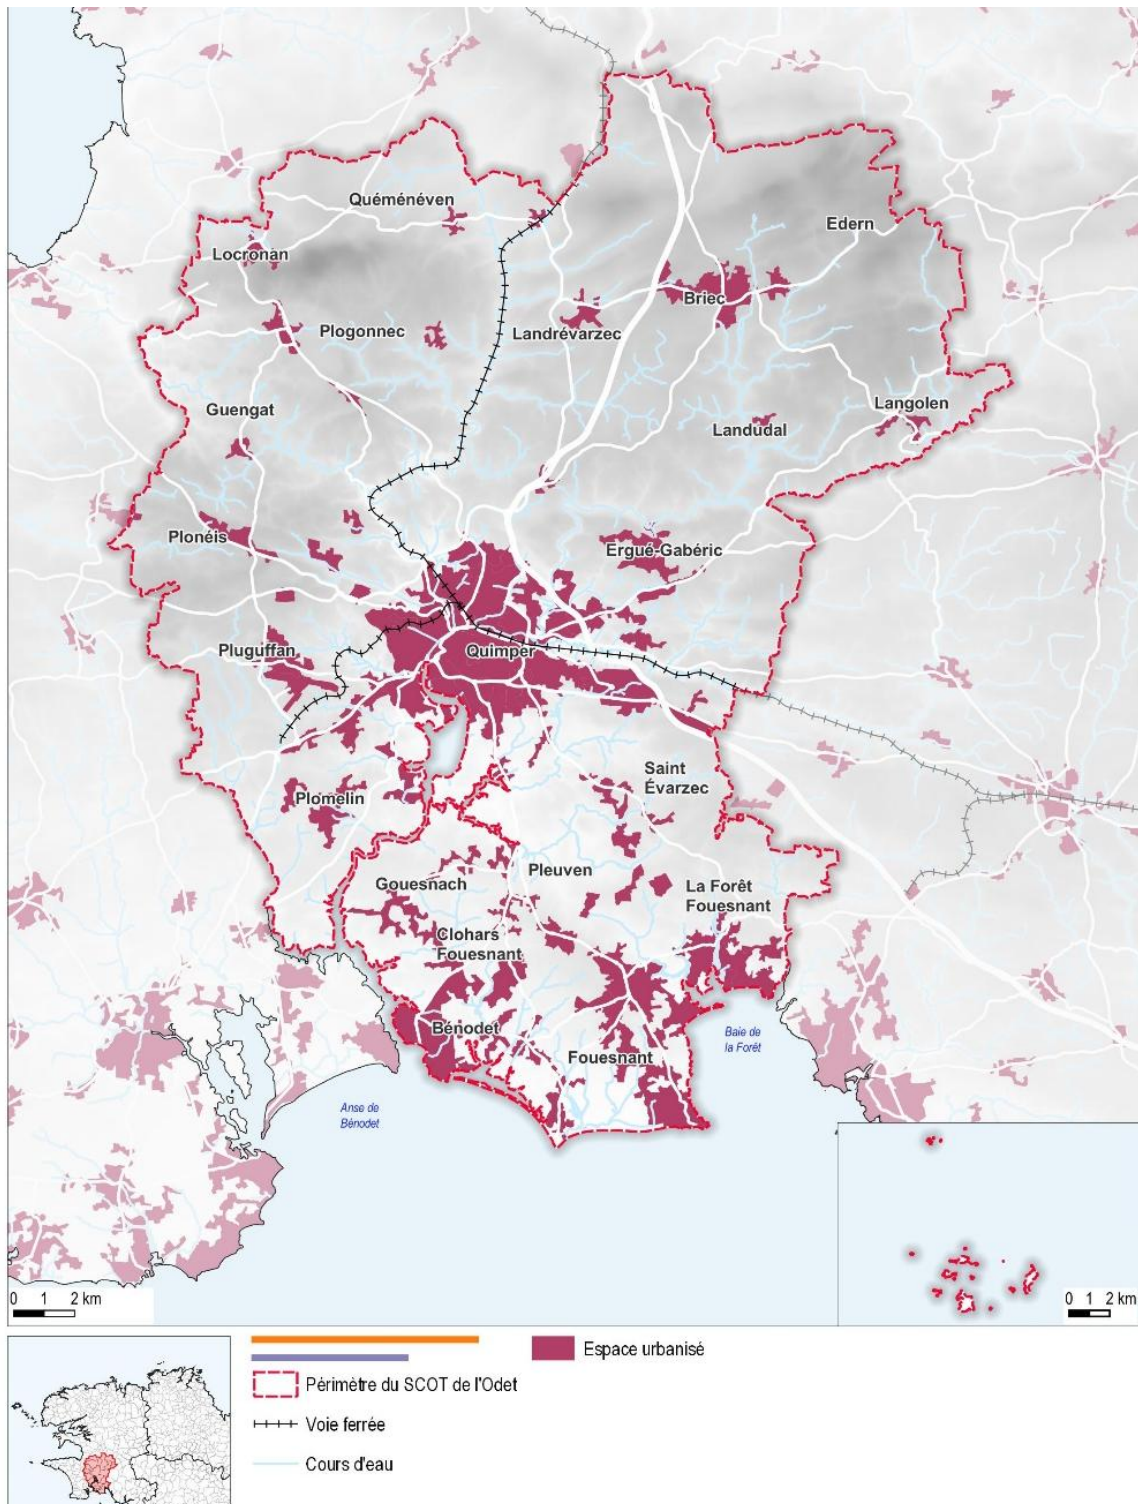 Quéménéven
Edern
Locronan
Briec
Plogonnec
Landrévarzec
Guengat
Langolen
Landudal
Plonéis
Ergué-Gabéric
Pluguffan
Quimper
Saint
Évarzec
Plomelin
Pleuven
Gouesnach
La Forêt
Fouesnant
Clohars
Fouesnant
Bénodet
Baie de
la Forêt
Fouesnant
Anse de
Bénodet
0 1 2 km
0 1 2 km
Espace urbanisé
Périmètre du SCOT de l'Odet
Voie ferrée
Cours d'eau